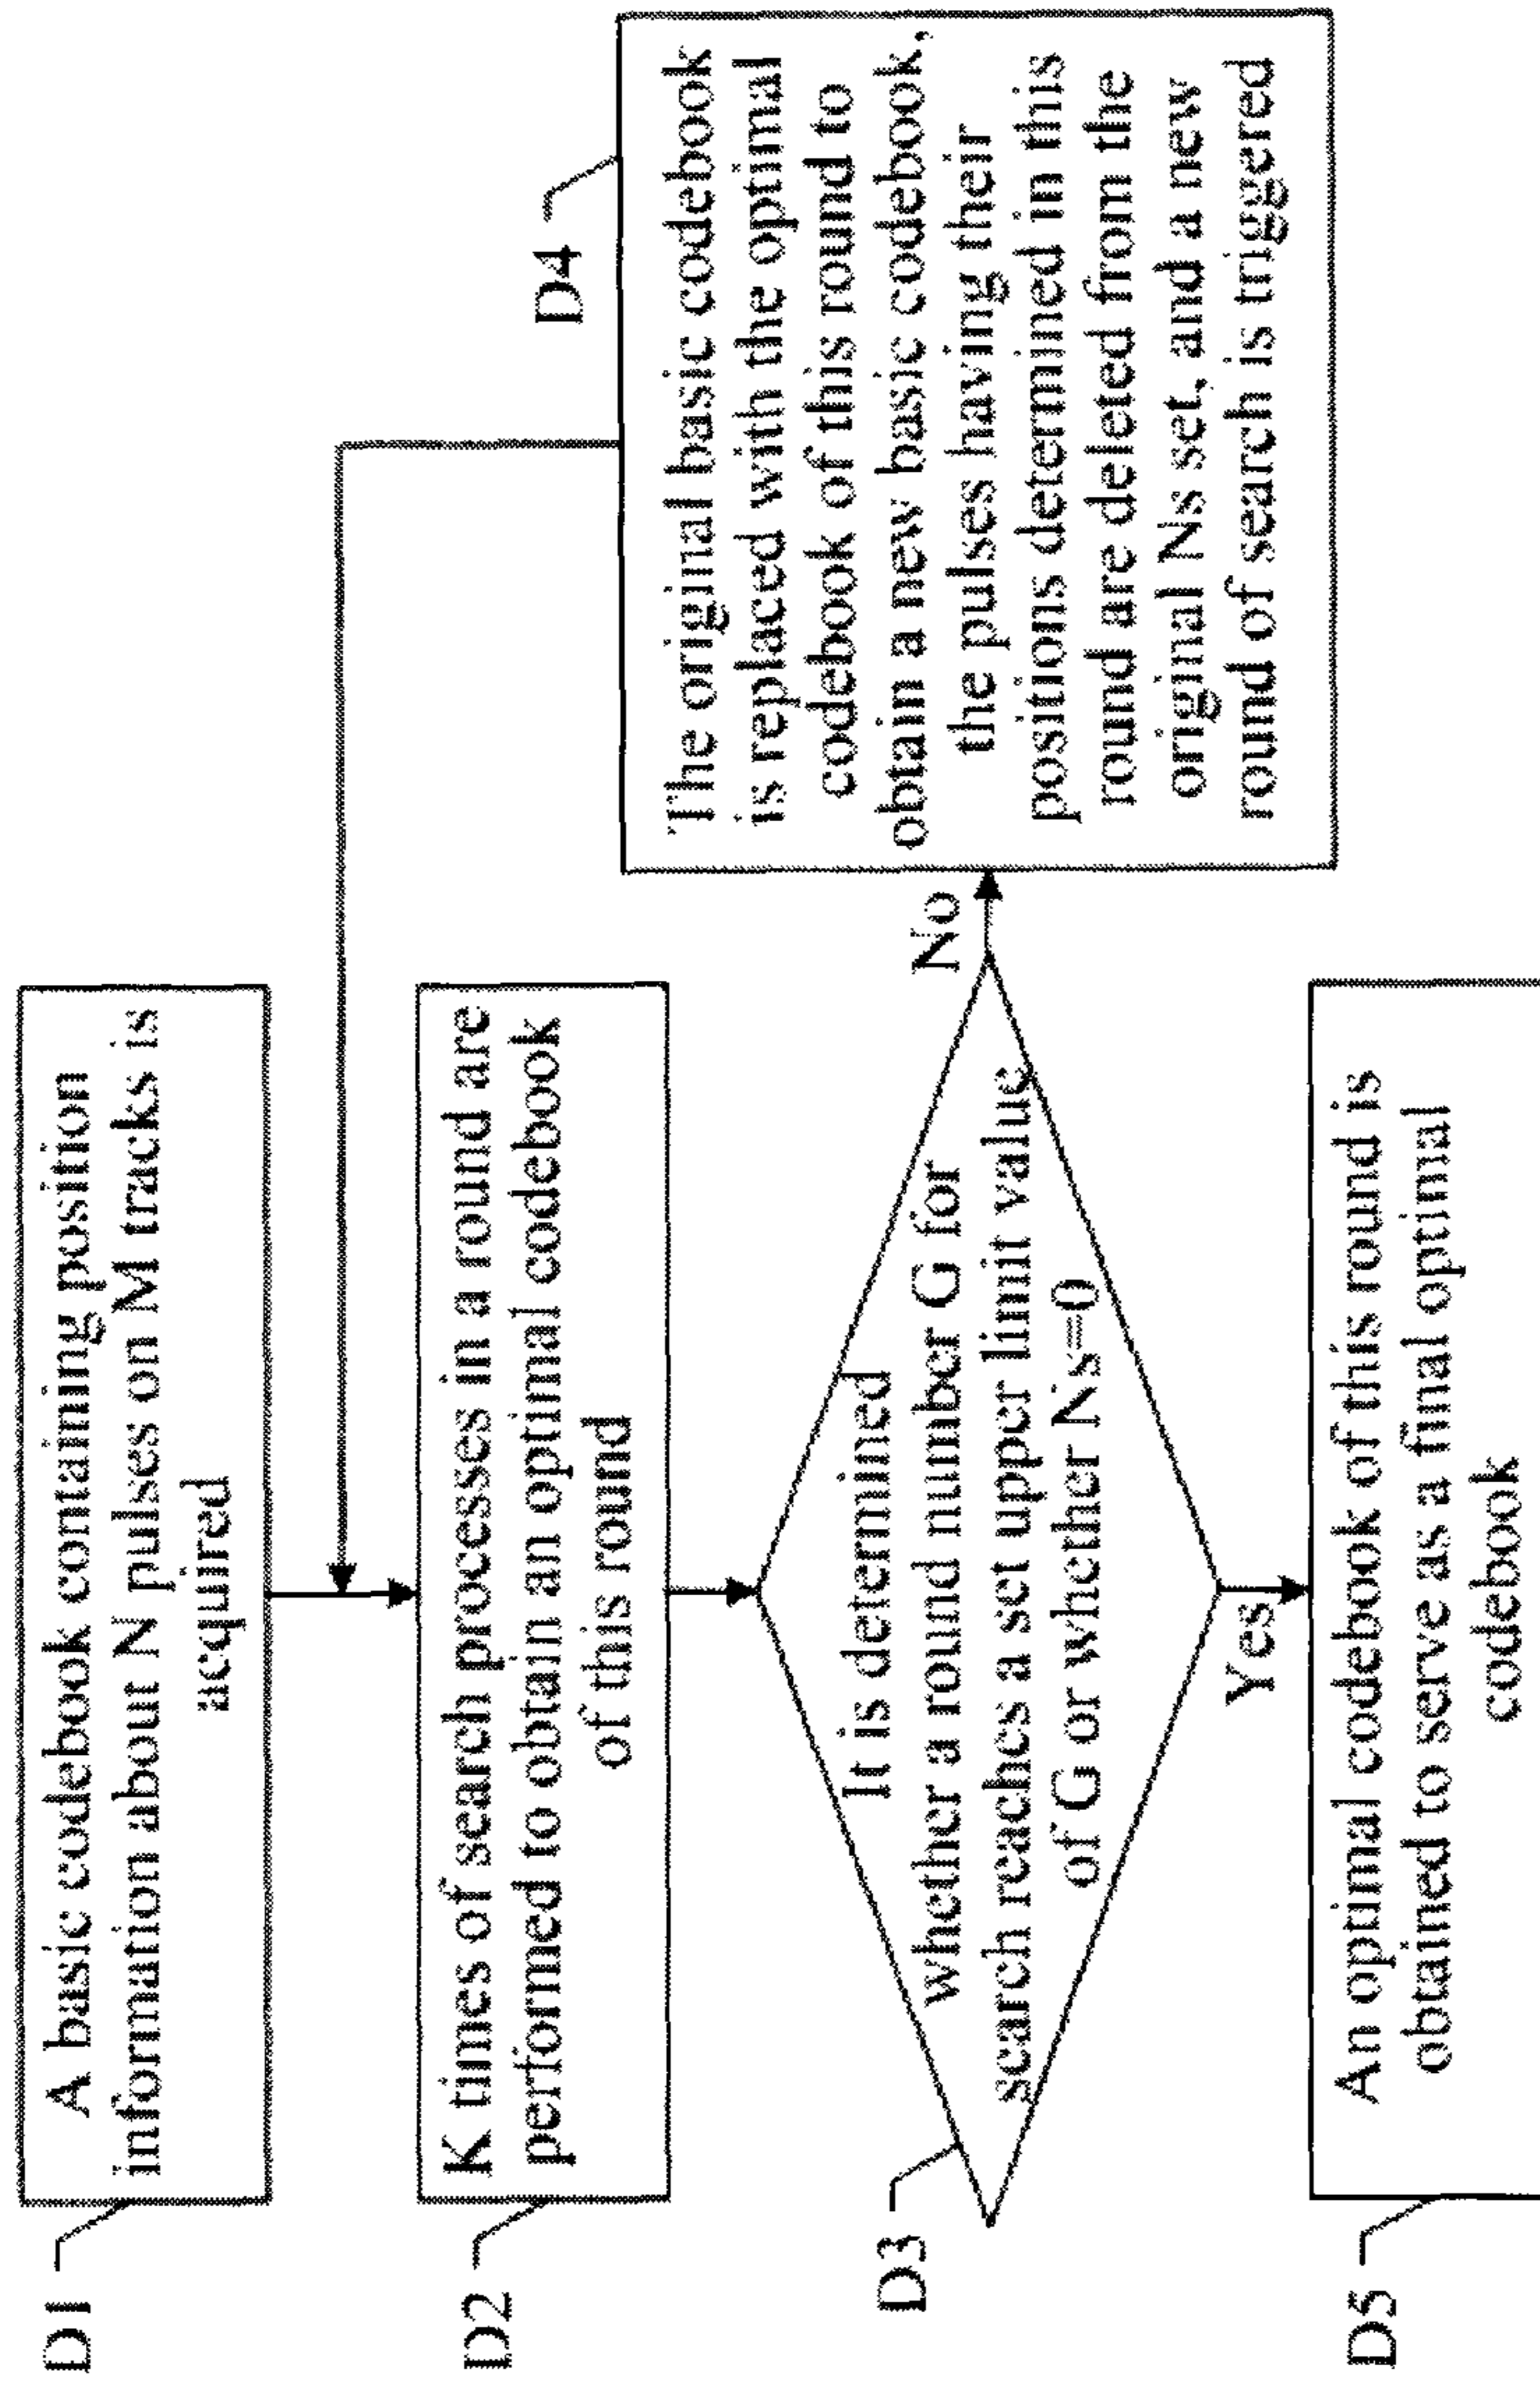 D1
A basic codebook containing position
information about N pulses on M tracks is
acquired
D2
K times of search processes in a round are
performed to obtain an optimal codebook
of this round
D3
It is determined
whether a round number G for
search reaches a set upper limit value
of G or whether Ns=0
No
D4
The original basic codebook
is replaced with the optimal
codebook of this round to
obtain a new basic codebook,
the pulses having their
positions determined in this
round are deleted from the
original Ns set, and a new
round of search is triggered
Yes
D5
An optimal codebook of this round is
obtained to serve as a final optimal
codebook